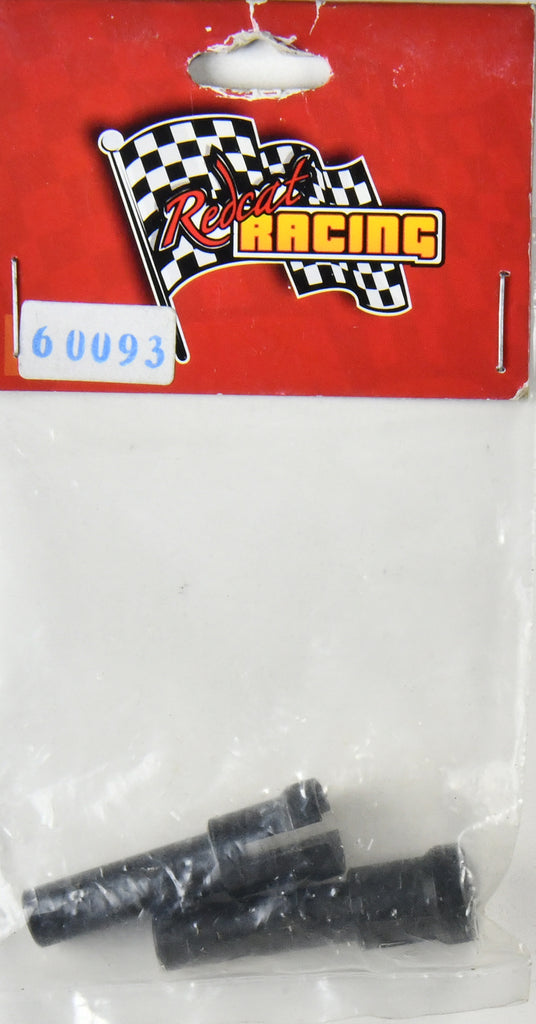 Redcat
RACING
60093